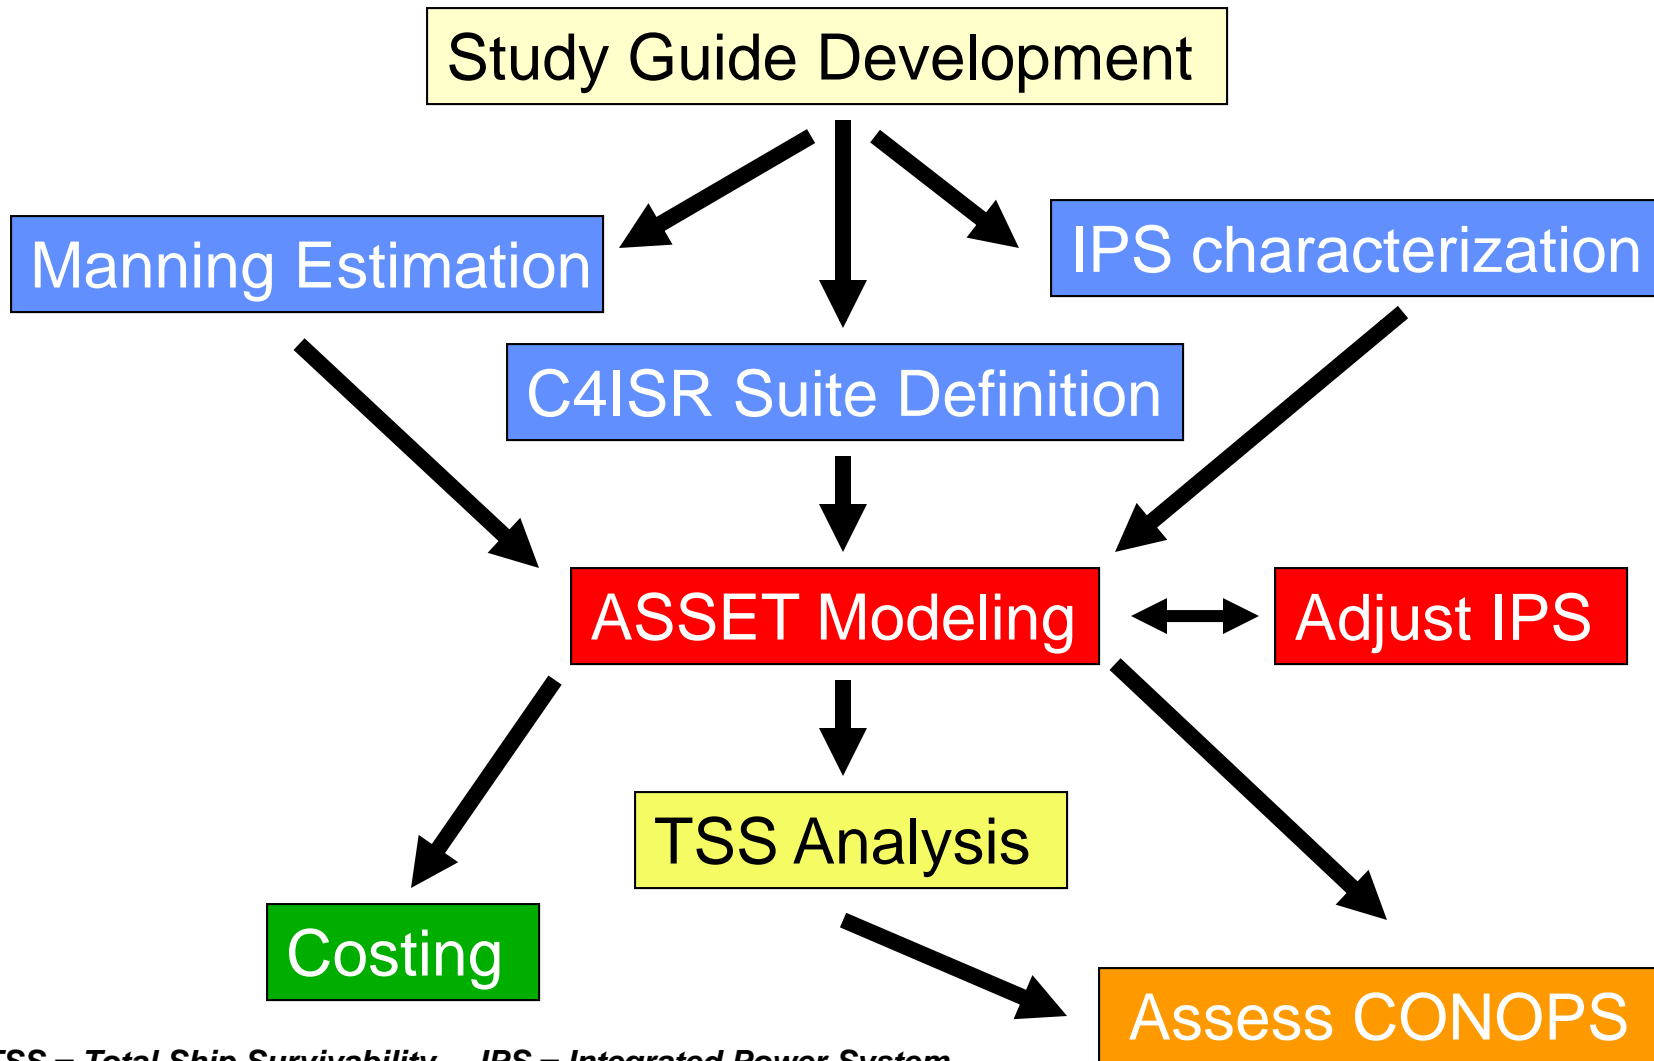 Study Guide Development
Manning Estimation
IPS characterization
C4ISR Suite Definition
ASSET Modeling
Adjust IPS
TSS Analysis
Costing
Assess CONOPS
TSS = Total Ship Survivability IPS = Integrated Power System